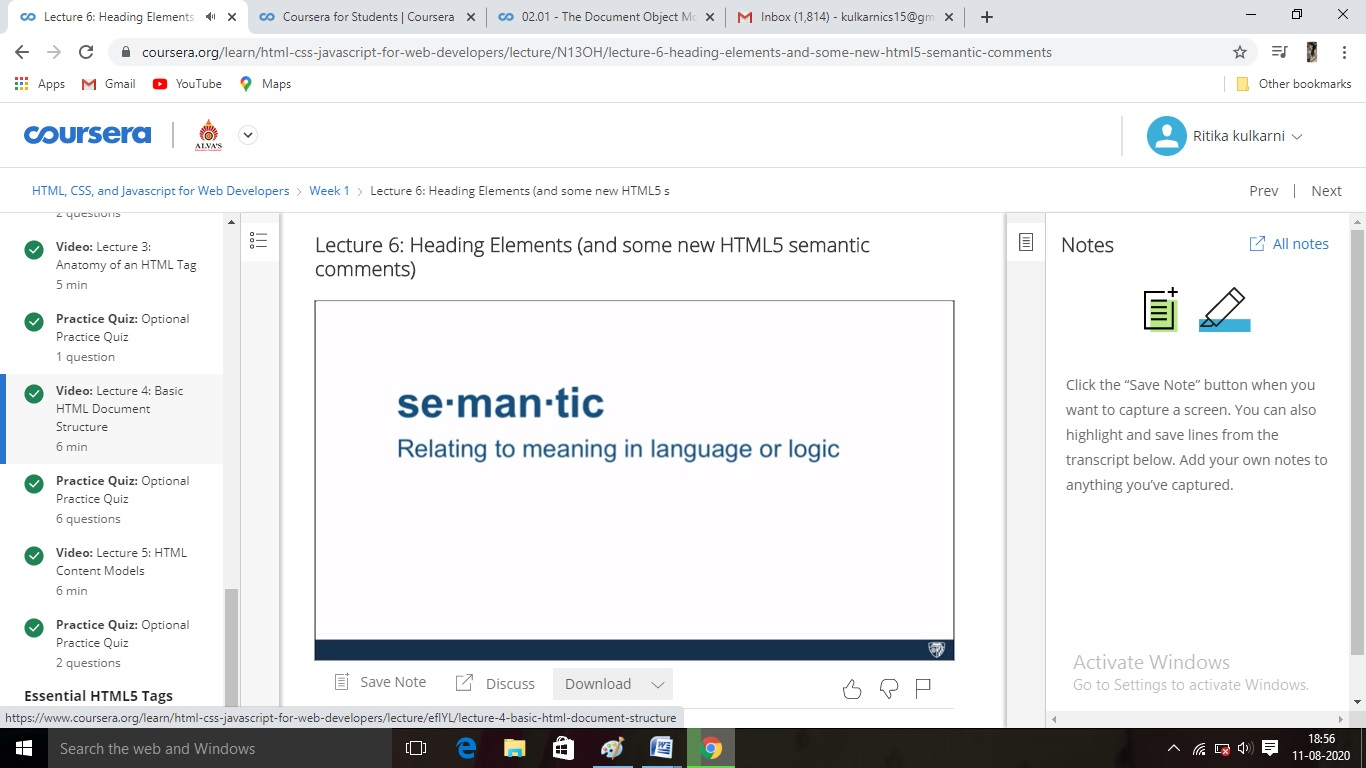 Lecture 6: Heading Elements
Coursera for Students | Coursera
02.01 - The Document Object Mo
Inbox (1,814) - kulkarnics15@gm
coursera.org/learn/html-css-javascript-for-web-developers/lecture/N13OH/lecture-6-heading-elements-and-some-new-html5-semantic-comments
Apps Gmail YouTube Maps Other bookmarks
coursera ALVA'S Ritika kulkarni
HTML, CSS, and Javascript for Web Developers > Week 1 > Lecture 6: Heading Elements (and some new HTML5 s
Prev | Next
2 questions
Video: Lecture 3:
Anatomy of an HTML Tag
5 min
Practice Quiz: Optional
Practice Quiz
1 question
Video: Lecture 4: Basic
HTML Document
Structure
6 min
Practice Quiz: Optional
Practice Quiz
6 questions
Video: Lecture 5: HTML
Content Models
6 min
Practice Quiz: Optional
Practice Quiz
2 questions
Essential HTML5 Tags
Lecture 6: Heading Elements (and some new HTML5 semantic
comments)
se·man·tic
Relating to meaning in language or logic
Save Note Discuss Download
Notes All notes
Click the “Save Note” button when you
want to capture a screen. You can also
highlight and save lines from the
transcript below. Add your own notes to
anything you’ve captured.
Activate Windows
Go to Settings to activate Windows.
https://www.coursera.org/learn/html-css-javascript-for-web-developers/lecture/eflYL/lecture-4-basic-html-document-structure
Search the web and Windows
18:56
11-08-2020